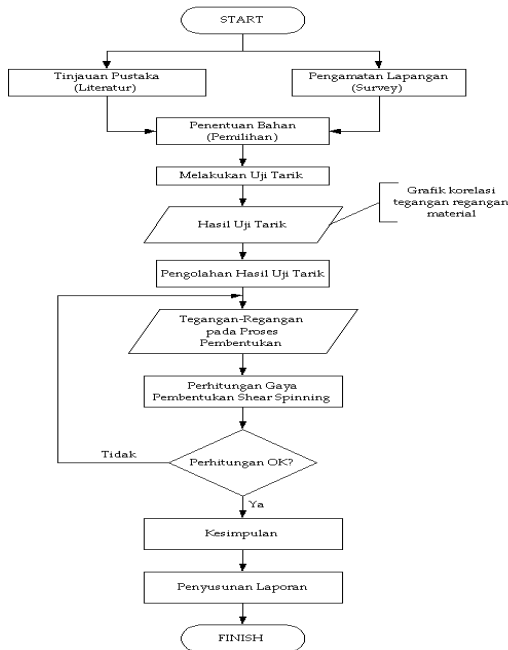 START
Tinjauan Pustaka
(Literatur)
Pengamatan Lapangan
(Survey)
Penentuan Bahan
(Pemilihan)
Melakukan Uji Tarik
Hasil Uji Tarik
Grafik korelasi
tegangan regangan
material
Pengolahan Hasil Uji Tarik
Tegangan-Regangan
pada Proses
Pembentukan
Perhitungan Gaya
Pembentukan Shear Spinning
Perhitungan OK?
Tidak
Ya
Kesimpulan
Penyusunan Laporan
FINISH